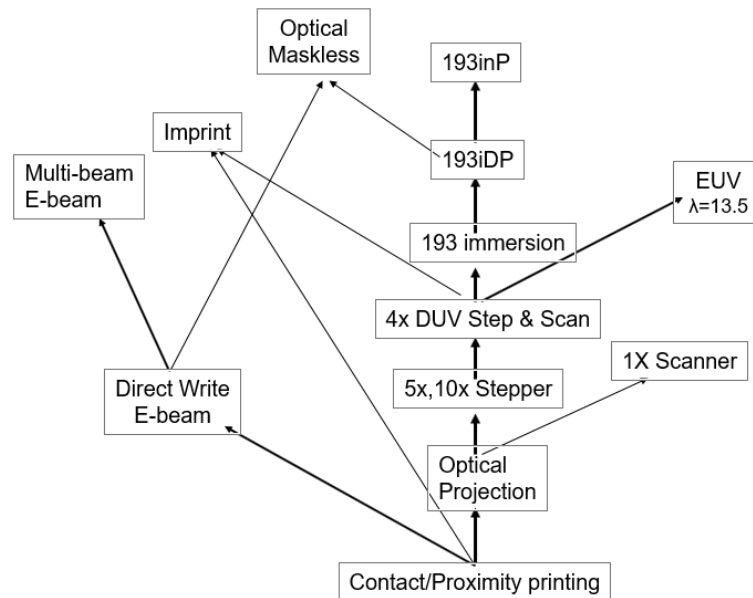 Optical
Maskless
193inP
Imprint
193iDP
Multi-beam
E-beam
EUV
λ=13.5
193 immersion
4x DUV Step & Scan
1X Scanner
5x,10x Stepper
Direct Write
E-beam
Optical
Projection
Contact/Proximity printing